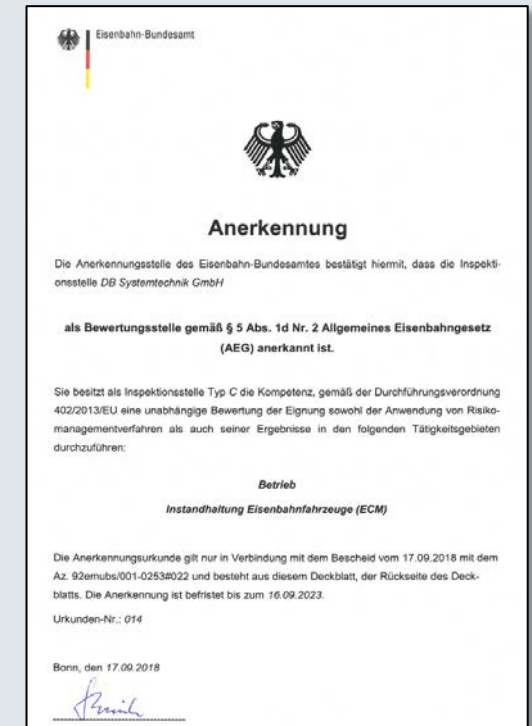 Eisenbahn-Bundesamt
Anerkennung
Die Anerkennungsstelle des Eisenbahn-Bundesamtes bestätigt hiermit, dass die Inspekti-
onsstelle DB Systemtechnik GmbH
als Bewertungsstelle gemäß § 5 Abs. 1d Nr. 2 Allgemeines Eisenbahngesetz
(AEG) anerkannt ist.
Sie besitzt als Inspektionsstelle Typ C die Kompetenz, gemäß der Durchführungsverordnung
402/2013/EU eine unabhängige Bewertung der Eignung sowohl der Anwendung von Risiko-
managementverfahren als auch seiner Ergebnisse in den folgenden Tätigkeitsgebieten
durchzuführen:
Betrieb
Instandhaltung Eisenbahnfahrzeuge (ECM)
Die Anerkennungsurkunde gilt nur in Verbindung mit dem Bescheid vom 17.09.2018 mit dem
Az. 92emubs/001-0253#022 und besteht aus diesem Deckblatt, der Rückseite des Deck-
blatts. Die Anerkennung ist befristet bis zum 16.09.2023.
Urkunden-Nr.: 014
Bonn, den 17.09.2018